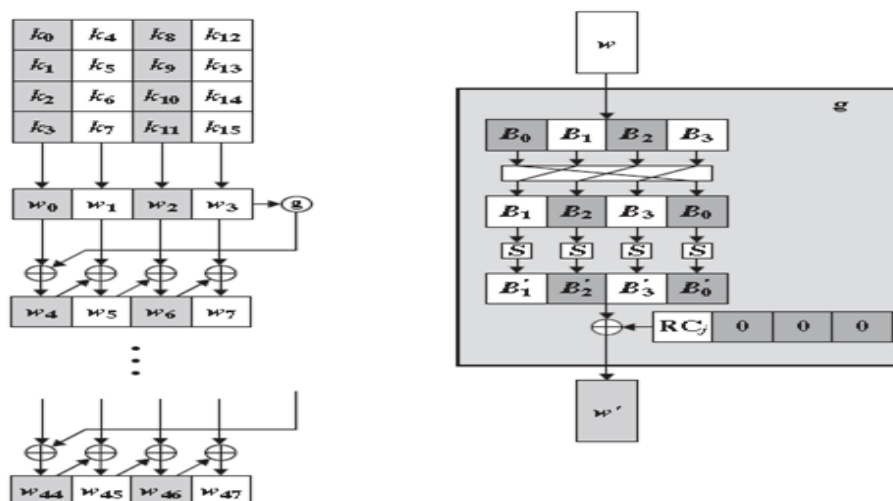 k0 k4 k8 k12
k1 k5 k9 k13
k2 k6 k10 k14
k3 k7 k11 k15
w0 w1 w2 w3 g
w4 w5 w6 w7
w44 w45 w46 w47
w
g
B0 B1 B2 B3
B1 B2 B3 B0
S S S S
B′1 B′2 B′3 B′0
RCj 0 0 0
w′